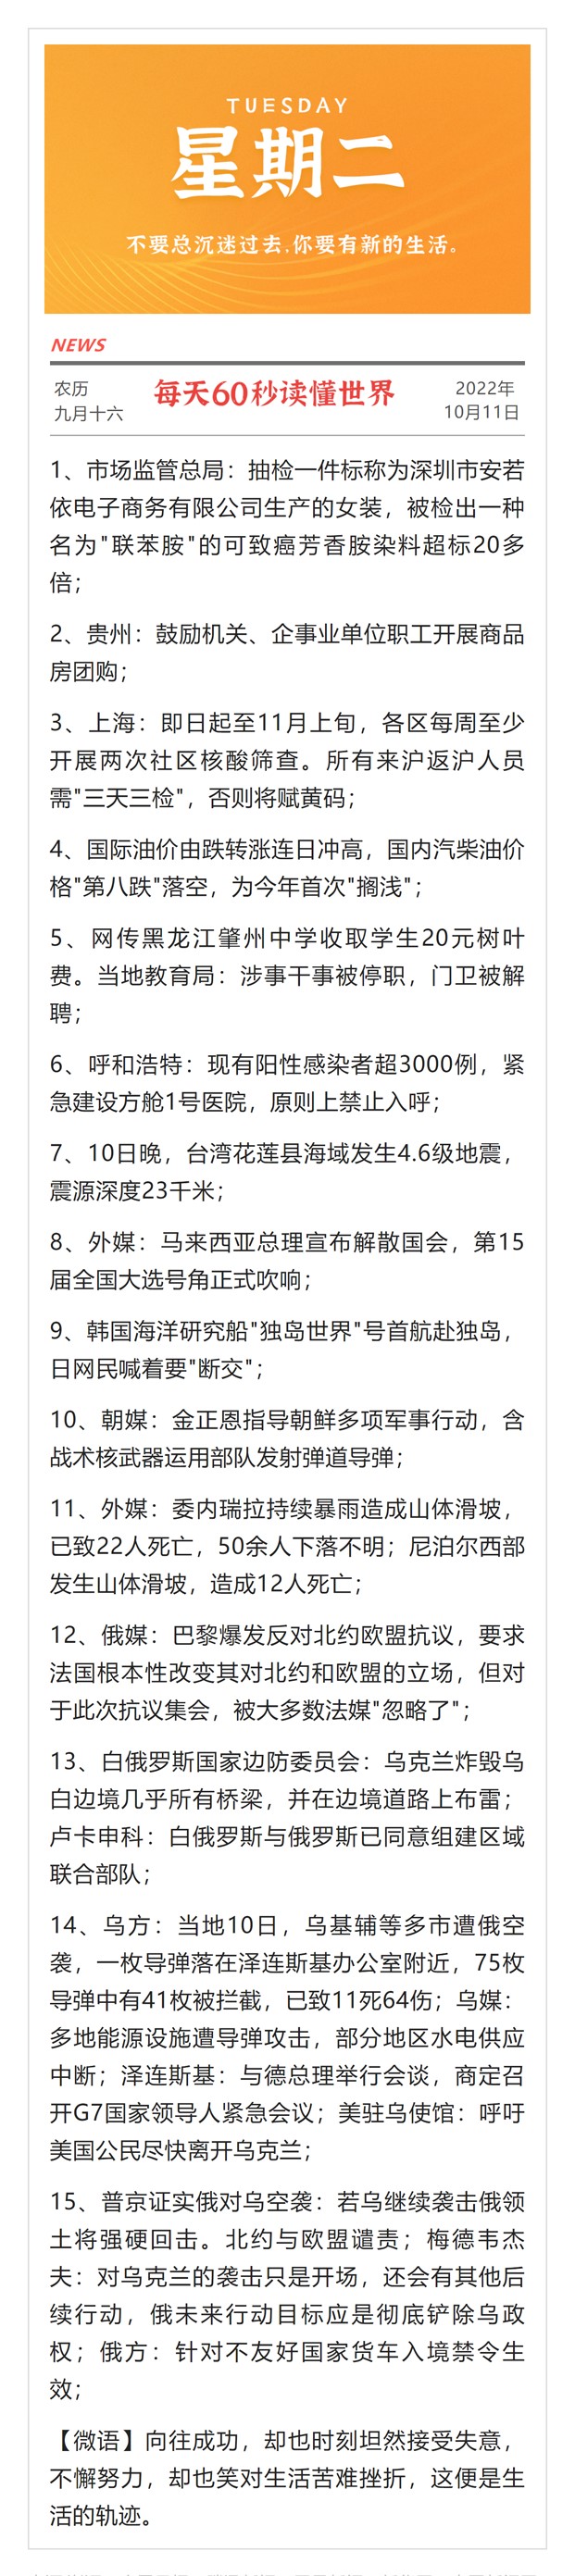 TUESDAY
星期二
不要总沉迷过去,你要有新的生活。
NEWS
农历
九月十六
每天60秒读懂世界
2022年
10月11日
1、市场监管总局：抽检一件标称为深圳市安若
依电子商务有限公司生产的女装，被检出一种
名为"联苯胺"的可致癌芳香胺染料超标20多
倍；
2、贵州：鼓励机关、企事业单位职工开展商品
房团购；
3、上海：即日起至11月上旬，各区每周至少
开展两次社区核酸筛查。所有来沪返沪人员
需"三天三检"，否则将赋黄码；
4、国际油价由跌转涨连日冲高，国内汽柴油价
格"第八跌"落空，为今年首次"搁浅"；
5、网传黑龙江肇州中学收取学生20元树叶
费。当地教育局：涉事干事被停职，门卫被解
聘；
6、呼和浩特：现有阳性感染者超3000例，紧
急建设方舱1号医院，原则上禁止入呼；
7、10日晚，台湾花莲县海域发生4.6级地震，
震源深度23千米；
8、外媒：马来西亚总理宣布解散国会，第15
届全国大选号角正式吹响；
9、韩国海洋研究船"独岛世界"号首航赴独岛，
日网民喊着要"断交"；
10、朝媒：金正恩指导朝鲜多项军事行动，含
战术核武器运用部队发射弹道导弹；
11、外媒：委内瑞拉持续暴雨造成山体滑坡，
已致22人死亡，50余人下落不明；尼泊尔西部
发生山体滑坡，造成12人死亡；
12、俄媒：巴黎爆发反对北约欧盟抗议，要求
法国根本性改变其对北约和欧盟的立场，但对
于此次抗议集会，被大多数法媒"忽略了"；
13、白俄罗斯国家边防委员会：乌克兰炸毁乌
白边境几乎所有桥梁，并在边境道路上布雷；
卢卡申科：白俄罗斯与俄罗斯已同意组建区域
联合部队；
14、乌方：当地10日，乌基辅等多市遭俄空
袭，一枚导弹落在泽连斯基办公室附近，75枚
导弹中有41枚被拦截，已致11死64伤；乌媒：
多地能源设施遭导弹攻击，部分地区水电供应
中断；泽连斯基：与德总理举行会谈，商定召
开G7国家领导人紧急会议；美驻乌使馆：呼吁
美国公民尽快离开乌克兰；
15、普京证实俄对乌空袭：若乌继续袭击俄领
土将强硬回击。北约与欧盟谴责；梅德韦杰
夫：对乌克兰的袭击只是开场，还会有其他后
续行动，俄未来行动目标应是彻底铲除乌政
权；俄方：针对不友好国家货车入境禁令生
效；
【微语】向往成功，却也时刻坦然接受失意，
不懈努力，却也笑对生活苦难挫折，这便是生
活的轨迹。